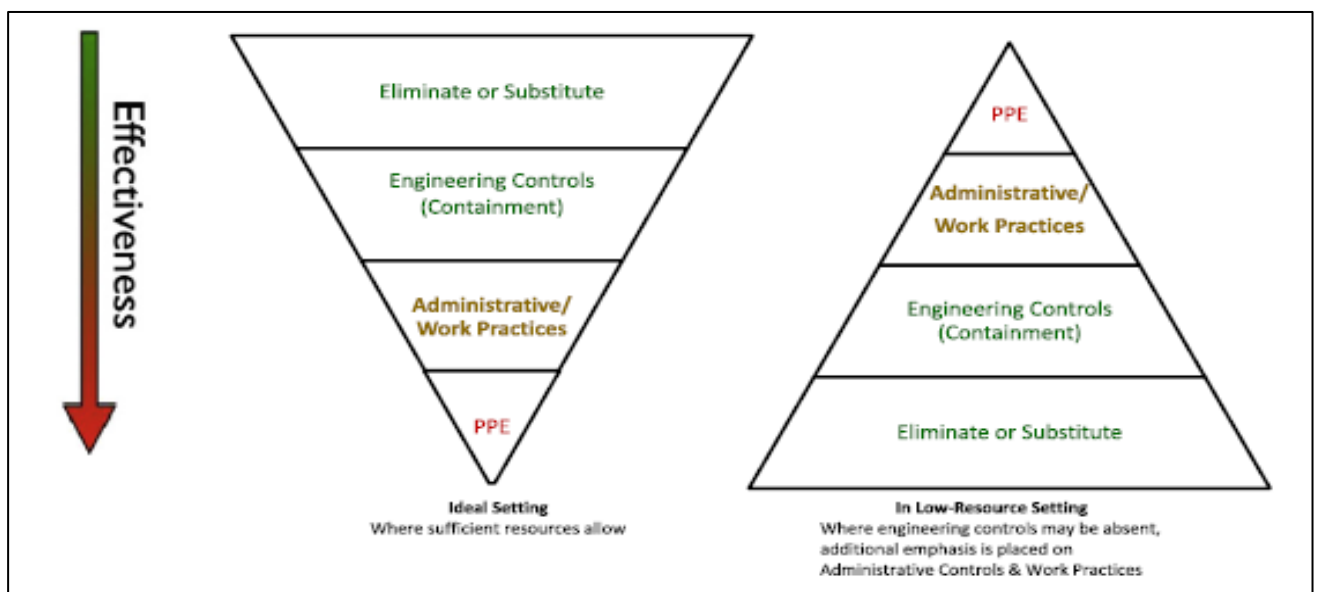 Effectiveness
Eliminate or Substitute
Engineering Controls
(Containment)
Administrative/
Work Practices
PPE
Ideal Setting
Where sufficient resources allow
PPE
Administrative/
Work Practices
Engineering Controls
(Containment)
Eliminate or Substitute
In Low-Resource Setting
Where engineering controls may be absent,
additional emphasis is placed on
Administrative Controls & Work Practices